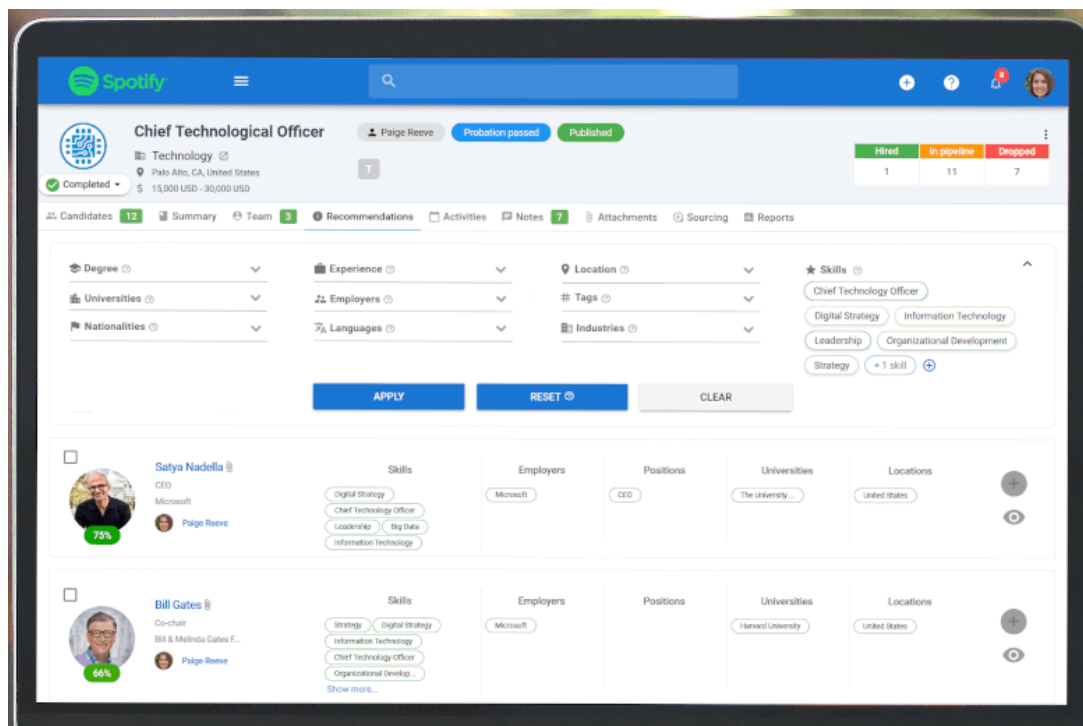 Spotify
8
Chief Technological Officer
Paige Reeve
Probation passed
Published
Technology
Palo Alto, CA, United States
15,000 USD - 30,000 USD
Completed
T
Hired In pipeline Dropped
1 11 7
Candidates 12 Summary Team 3 Recommendations Activities Notes 7 Attachments Sourcing Reports
Degree Experience Location Skills
Universities Employers # Tags
Nationalities Languages Industries
Chief Technology Officer
Digital Strategy Information Technology
Leadership Organizational Development
Strategy + 1 skill
APPLY RESET CLEAR
Satya Nadella
CEO
Microsoft
Paige Reeve
75%
Skills Employers Positions Universities Locations
Digital Strategy
Chief Technology Officer
Leadership Big Data
Information Technology
Microsoft
CEO
The University ...
United States
Bill Gates
Co-chair
Bill & Melinda Gates F...
Paige Reeve
66%
Skills Employers Positions Universities Locations
Strategy Digital Strategy
Information Technology
Chief Technology Officer
Organizational Develop...
Show more...
Microsoft
Harvard University
United States